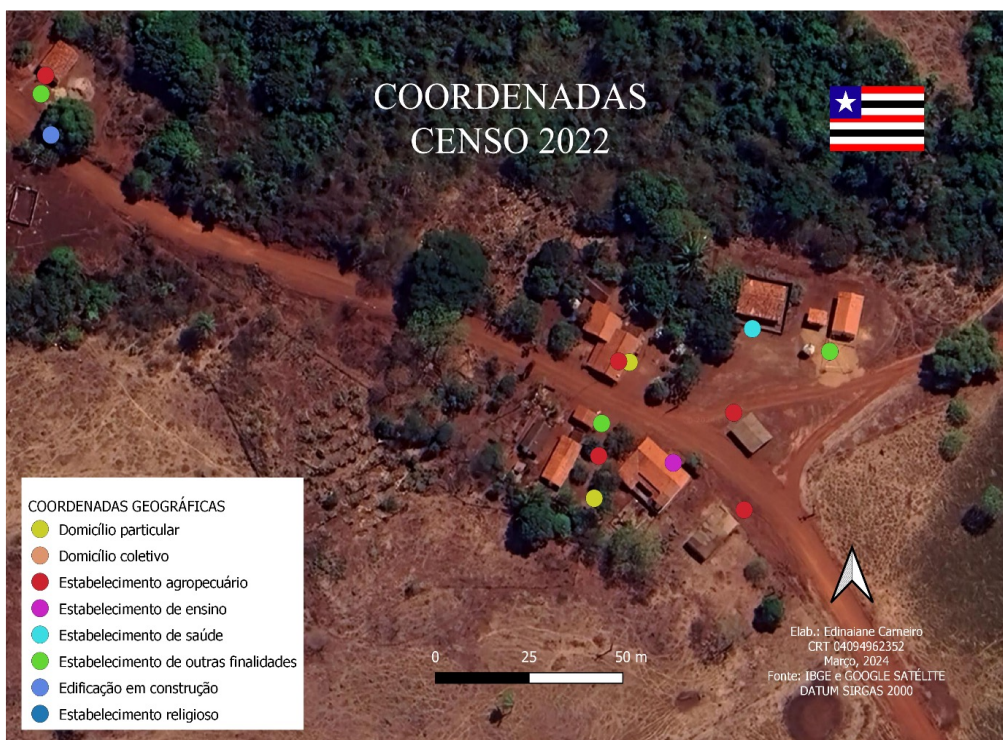 COORDENADAS
CENSO 2022
COORDENADAS GEOGRÁFICAS
Domicílio particular
Domicílio coletivo
Estabelecimento agropecuário
Estabelecimento de ensino
Estabelecimento de saúde
Estabelecimento de outras finalidades
Edificação em construção
Estabelecimento religioso
0 25 50 m
Elab.: Edinaiane Carneiro
CRT 04094962352
Março, 2024
Fonte: IBGE e GOOGLE SATÉLITE
DATUM SIRGAS 2000